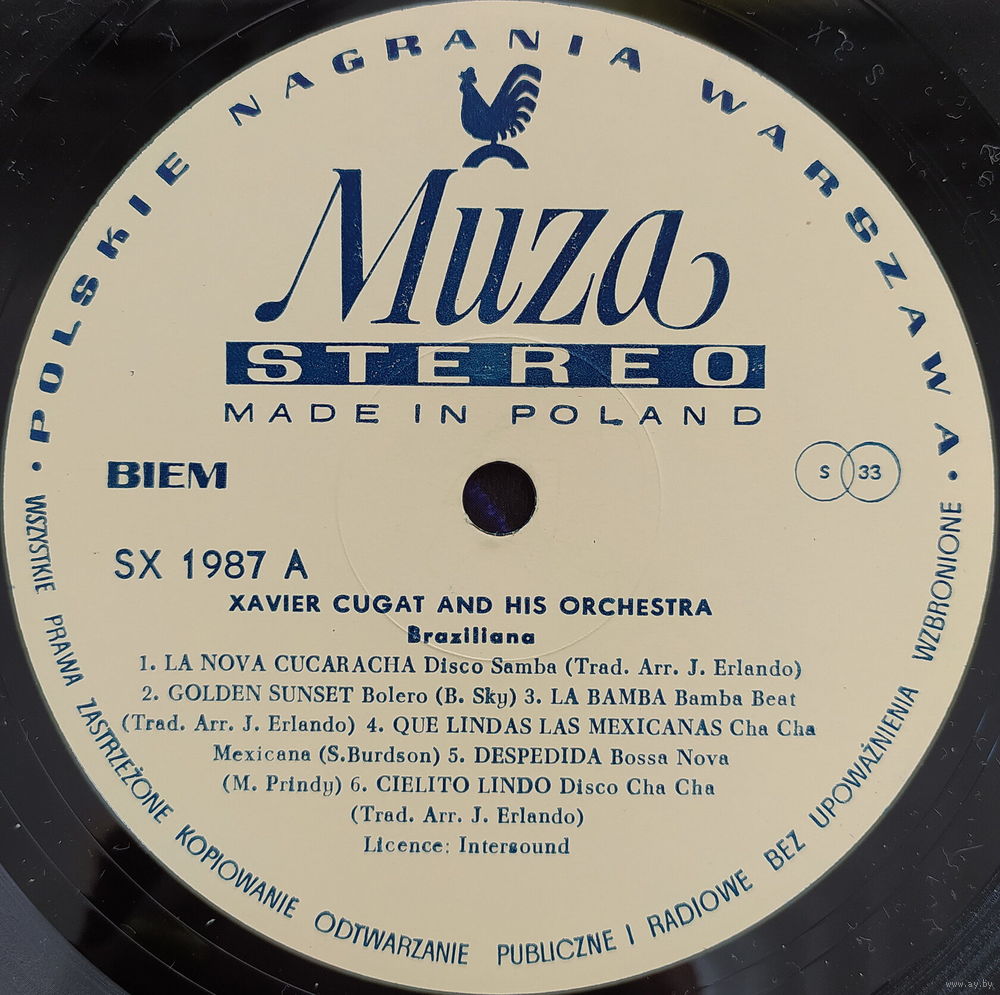 POLSKIE NAGRANIA WARSZAWA
Muza
STEREO
MADE IN POLAND
BIEM
S 33
SX 1987 A
XAVIER CUGAT AND HIS ORCHESTRA
Braziliana
1. LA NOVA CUCARACHA Disco Samba (Trad. Arr. J. Erlando)
2. GOLDEN SUNSET Bolero (B. Sky) 3. LA BAMBA Bamba Beat
(Trad. Arr. J. Erlando) 4. QUE LINDAS LAS MEXICANAS Cha Cha
Mexicana (S.Burdson) 5. DESPEDIDA Bossa Nova
(M. Prindy) 6. CIELITO LINDO Disco Cha Cha
(Trad. Arr. J. Erlando)
Licence: Intersound
WSZYSTKIE PRAWA ZASTRZEŻONE KOPIOWANIE ODTWARZANIE PUBLICZNE I RADIOWE BEZ UPOWAŻNIENIA WZBRONIONE
www.ay.by